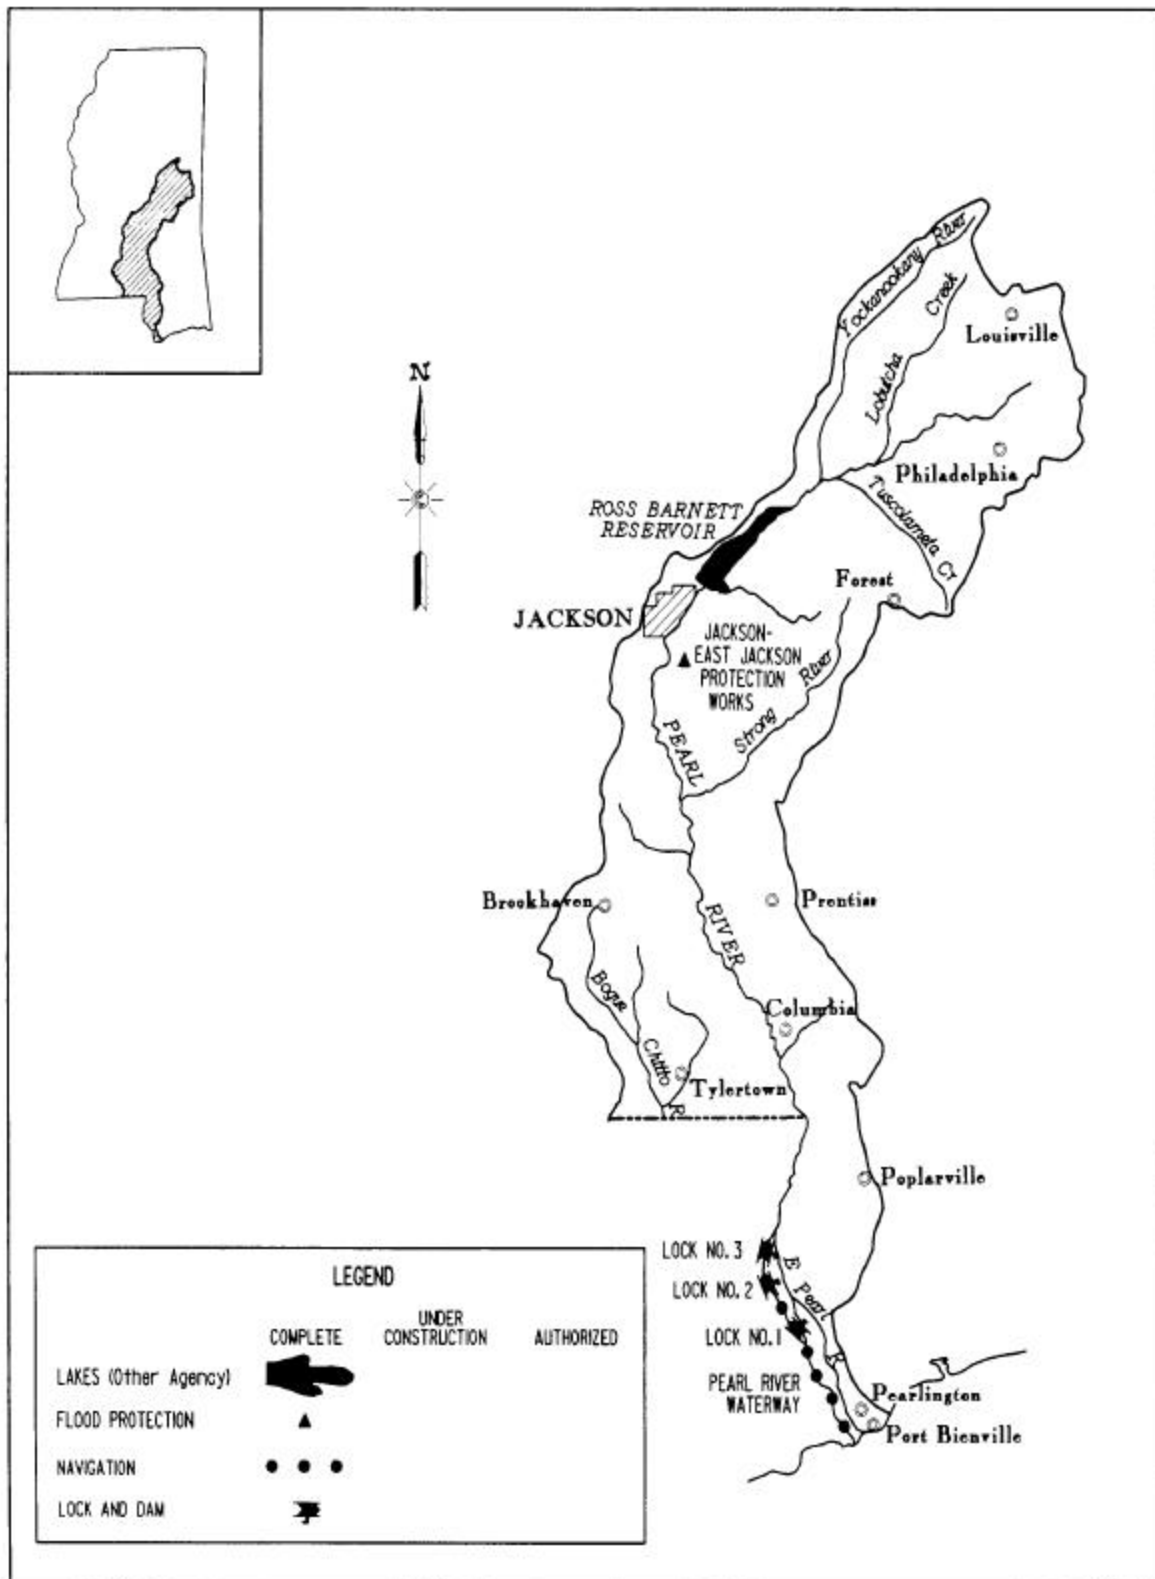 Yockanookany River
Lobutcha Creek
Louisville
N
Philadelphia
Tuscolameta Cr
ROSS BARNETT
RESERVOIR
Forest
JACKSON
JACKSON-
EAST JACKSON
PROTECTION
WORKS
Strong River
PEARL
RIVER
Brookhaven
Prentiss
Bogue
Chitto
R
Columbia
Tylertown
Poplarville
LOCK NO. 3
LOCK NO. 2
E Pearl R
LOCK NO. 1
PEARL RIVER
WATERWAY
Pearlington
Port Bienville
LEGEND
COMPLETE
UNDER
CONSTRUCTION
AUTHORIZED
LAKES (Other Agency)
FLOOD PROTECTION
NAVIGATION
LOCK AND DAM